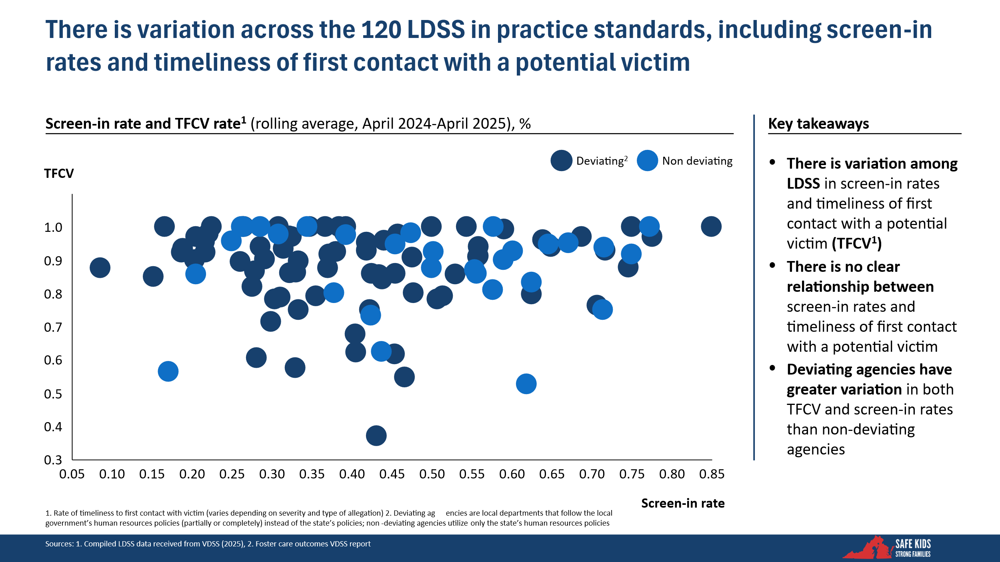 There is variation across the 120 LDSS in practice standards, including screen-in
rates and timeliness of first contact with a potential victim
Screen-in rate and TFCV rate¹ (rolling average, April 2024-April 2025), %
Deviating² Non deviating
TFCV
1.0
0.9
0.8
0.7
0.6
0.5
0.4
0.3
0.05 0.10 0.15 0.20 0.25 0.30 0.35 0.40 0.45 0.50 0.55 0.60 0.65 0.70 0.75 0.80 0.85
Screen-in rate
Key takeaways
• There is variation among
LDSS in screen-in rates
and timeliness of first
contact with a potential
victim (TFCV¹)
• There is no clear
relationship between
screen-in rates and
timeliness of first contact
with a potential victim
• Deviating agencies have
greater variation in both
TFCV and screen-in rates
than non-deviating
agencies
1. Rate of timeliness to first contact with victim (varies depending on severity and type of allegation) 2. Deviating ag encies are local departments that follow the local
government's human resources policies (partially or completely) instead of the state's policies; non -deviating agencies utilize only the state's human resources policies
Sources: 1. Compiled LDSS data received from VDSS (2025), 2. Foster care outcomes VDSS report
SAFE KIDS
STRONG FAMILIES